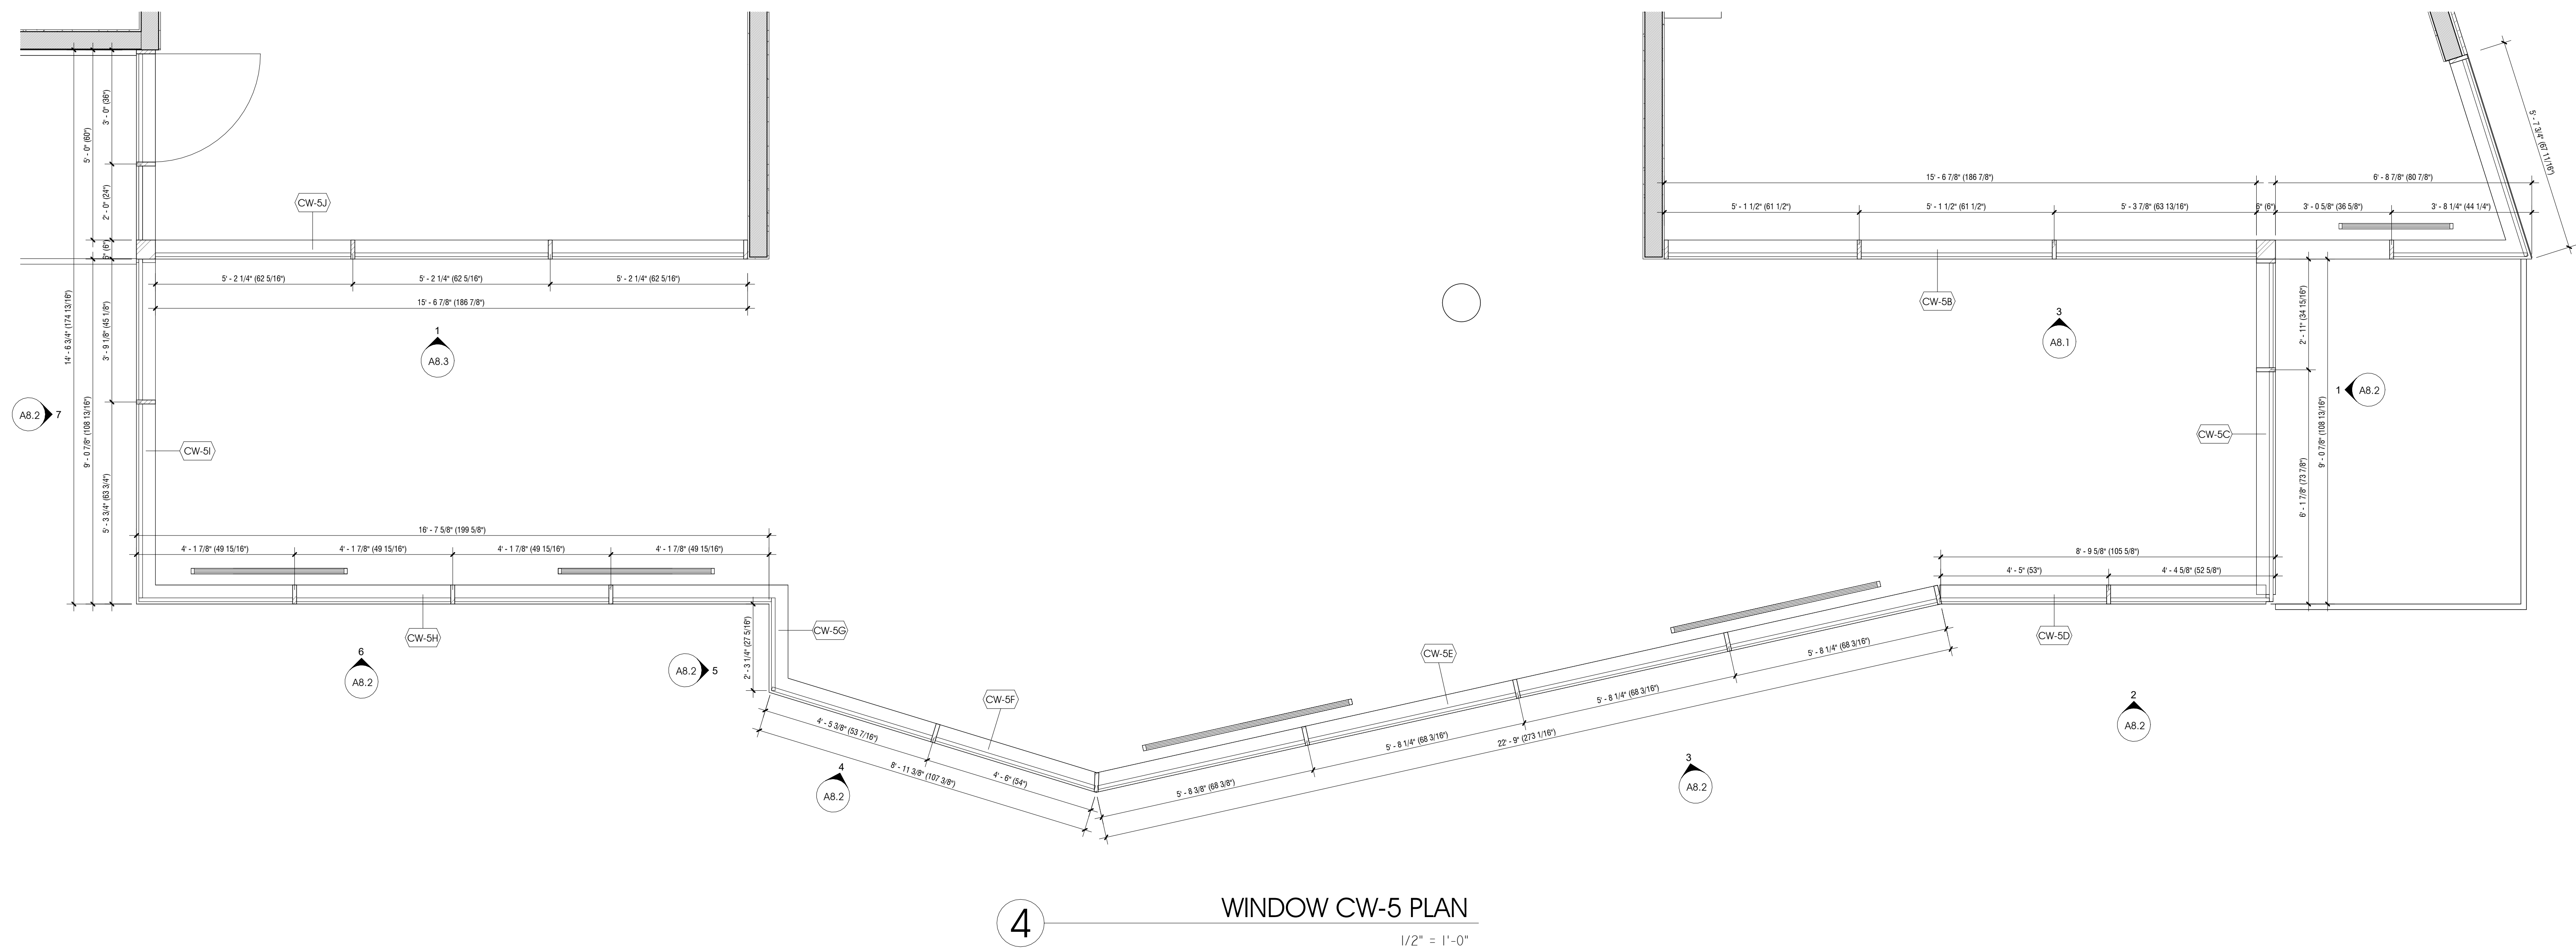 3' - 0" (36")
5' - 0" (60")
2' - 0" (24")
6" (6")
CW-5J
5' - 2 1/4" (62 5/16")
5' - 2 1/4" (62 5/16")
5' - 2 1/4" (62 5/16")
15' - 6 7/8" (186 7/8")
1
A8.3
14' - 6 3/4" (174 13/16")
9' - 0 7/8" (108 13/16")
3' - 9 1/8" (45 1/8")
5' - 3 3/4" (63 3/4")
A8.2
7
CW-5I
16' - 7 5/8" (199 5/8")
4' - 1 7/8" (49 15/16")
4' - 1 7/8" (49 15/16")
4' - 1 7/8" (49 15/16")
4' - 1 7/8" (49 15/16")
CW-5H
6
A8.2
A8.2
5
2' - 3 1/4" (27 5/16")
CW-5G
CW-5F
4' - 5 3/8" (53 7/16")
4' - 6" (54")
8' - 11 3/8" (107 3/8")
4
A8.2
CW-5E
5' - 8 3/8" (68 3/8")
5' - 8 1/4" (68 3/16")
5' - 8 1/4" (68 3/16")
5' - 8 1/4" (68 3/16")
22' - 9" (273 1/16")
3
A8.2
15' - 6 7/8" (186 7/8")
6' - 8 7/8" (80 7/8")
5' - 1 1/2" (61 1/2")
5' - 1 1/2" (61 1/2")
5' - 3 7/8" (63 13/16")
6" (6")
3' - 0 5/8" (36 5/8")
3' - 8 1/4" (44 1/4")
5' - 7 3/4" (67 11/16")
CW-5B
3
A8.1
2' - 11" (34 15/16")
9' - 0 7/8" (108 13/16")
6' - 1 7/8" (73 7/8")
1
A8.2
CW-5C
8' - 9 5/8" (105 5/8")
4' - 5" (53")
4' - 4 5/8" (52 5/8")
CW-5D
2
A8.2
4
WINDOW CW-5 PLAN
1/2" = 1'-0"